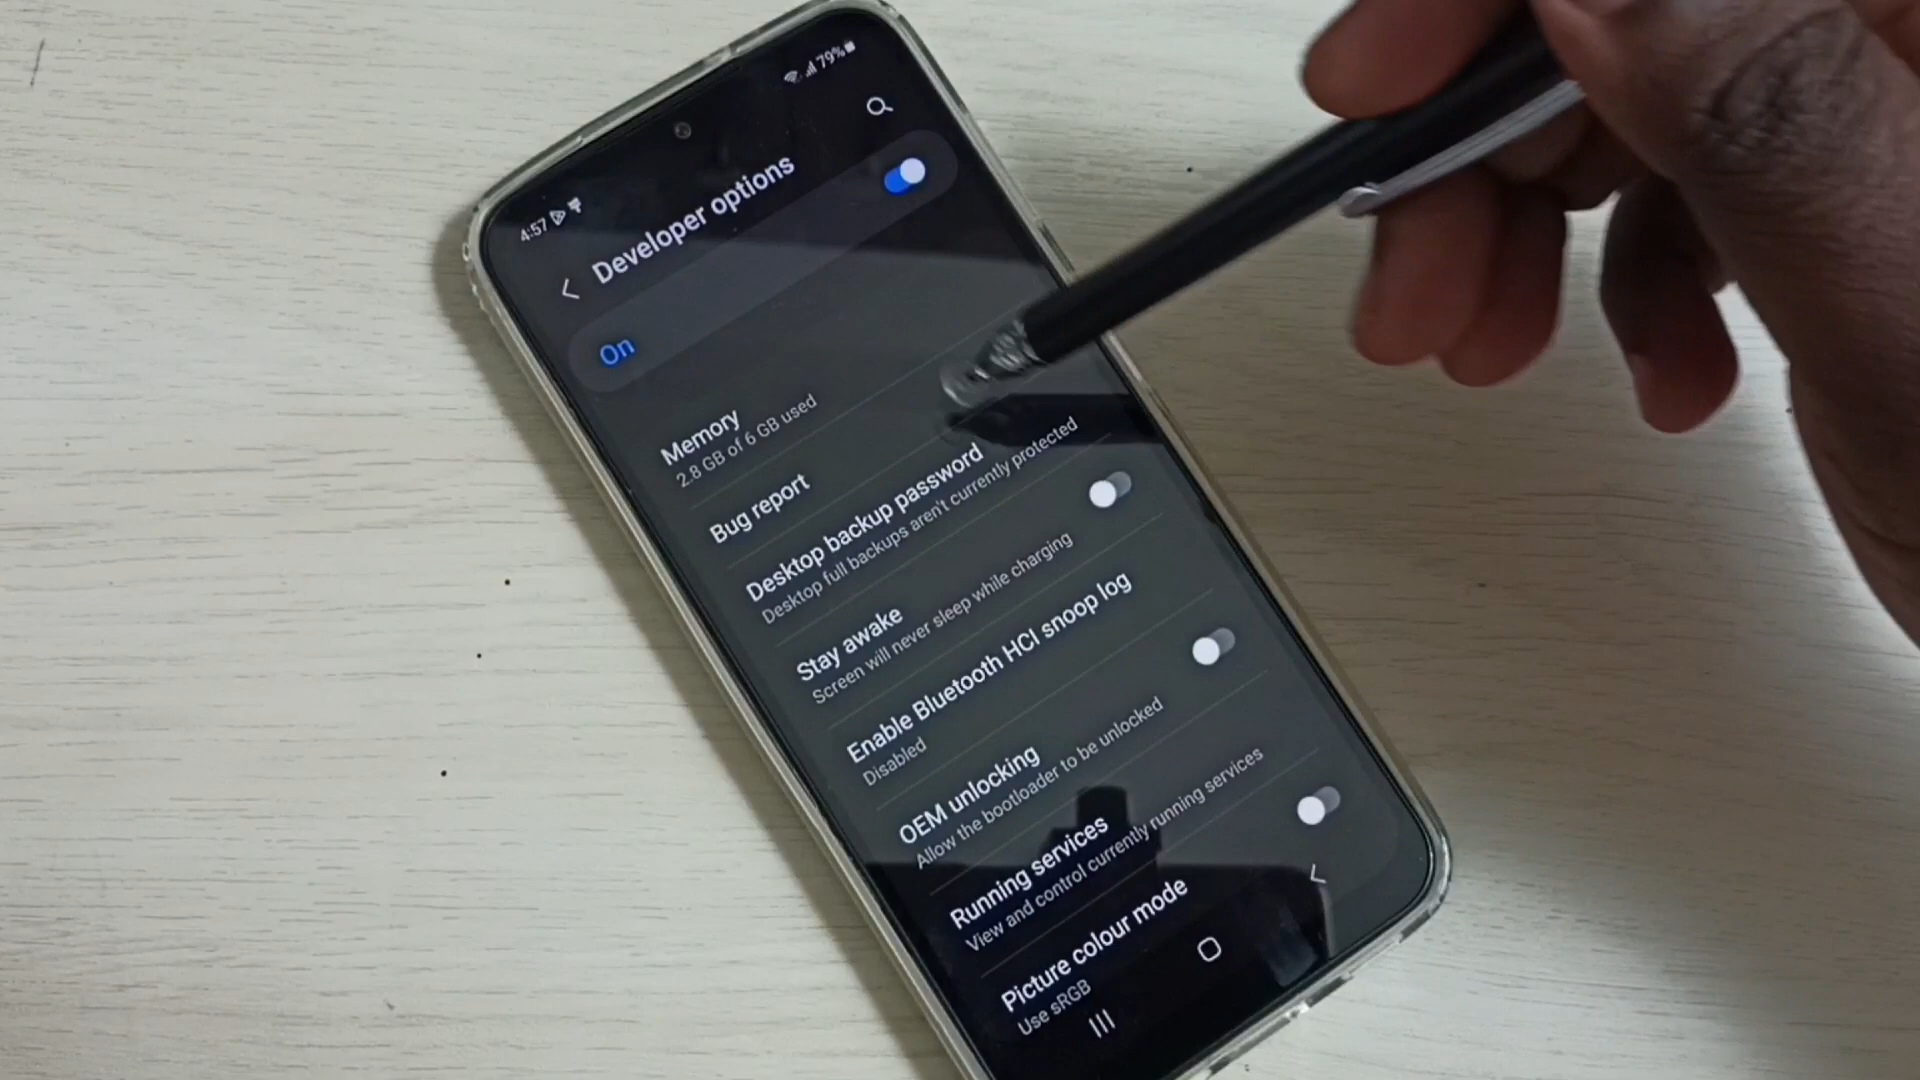 4:57
79%
Developer options
On
Memory
2.8 GB of 6 GB used
Bug report
Desktop backup password
Desktop full backups aren't currently protected
Stay awake
Screen will never sleep while charging
Enable Bluetooth HCI snoop log
Disabled
OEM unlocking
Allow the bootloader to be unlocked
Running services
View and control currently running services
Picture colour mode
Use sRGB